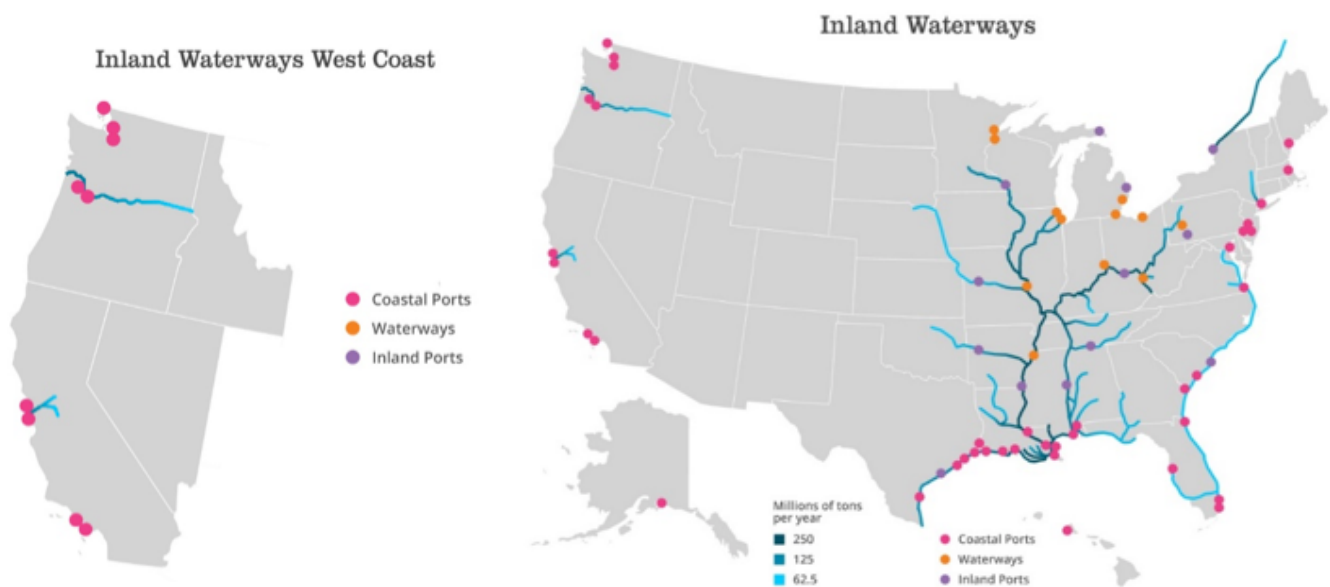 Inland Waterways West Coast
Coastal Ports
Waterways
Inland Ports
Inland Waterways
Millions of tons
per year
250
125
62.5
Coastal Ports
Waterways
Inland Ports